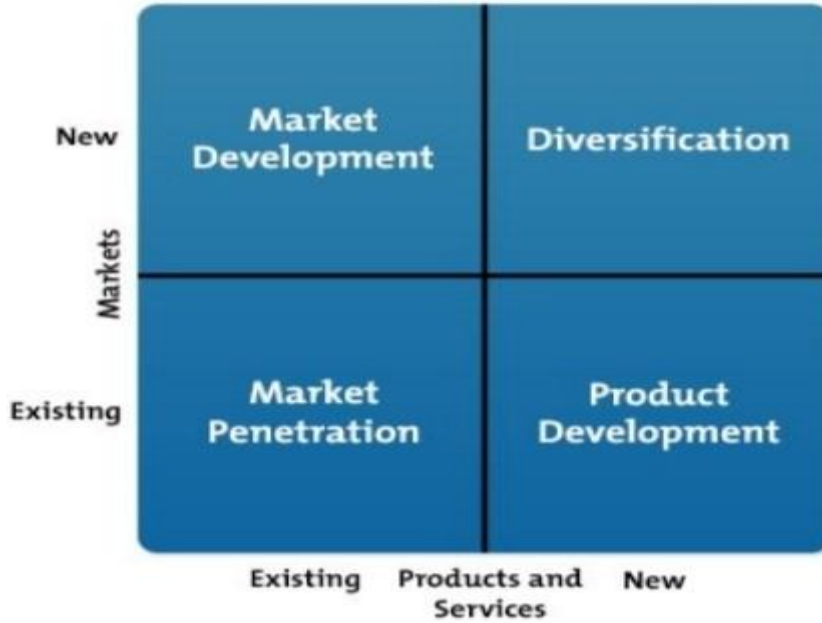 New
Market
Development
Diversification
Markets
Existing
Market
Penetration
Product
Development
Existing
Products and
Services
New